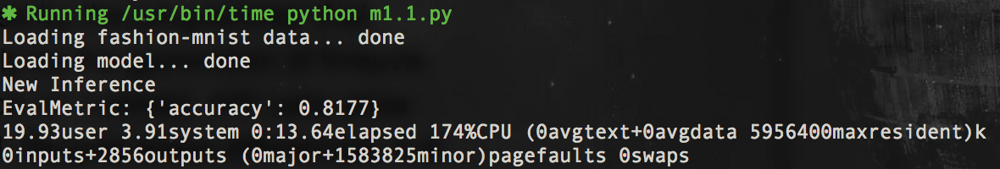 ✱ Running /usr/bin/time python m1.1.py
Loading fashion-mnist data... done
Loading model... done
New Inference
EvalMetric: {'accuracy': 0.8177}
19.93user 3.91system 0:13.64elapsed 174%CPU (0avgtext+0avgdata 5956400maxresident)k
0inputs+2856outputs (0major+1583825minor)pagefaults 0swaps